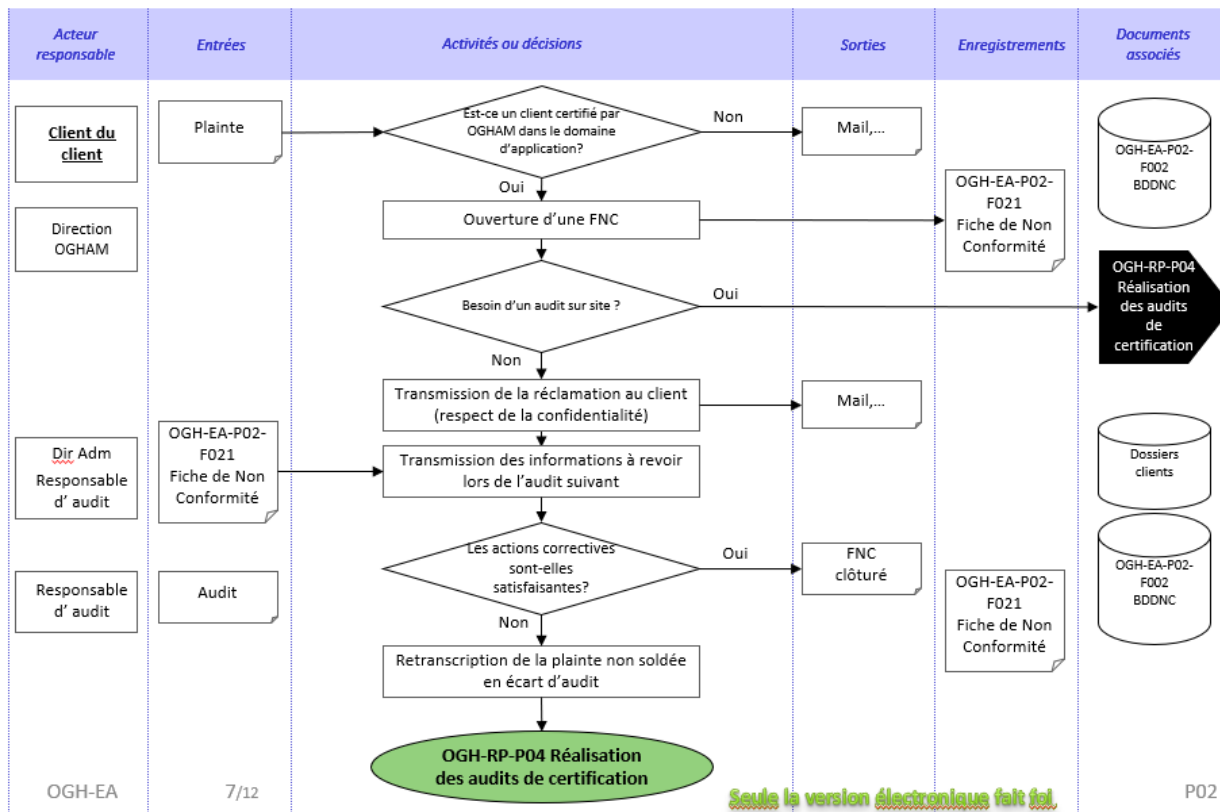 Acteur
responsable
Entrées
Activités ou décisions
Sorties
Enregistrements
Documents
associés
Client du
client
Plainte
Est-ce un client certifié par
OGHAM dans le domaine
d'application?
Non
Mail,...
OGH-EA-P02-
F002
BDDNC
Oui
Direction
OGHAM
Ouverture d'une FNC
OGH-EA-P02-
F021
Fiche de Non
Conformité
Besoin d'un audit sur site ?
Oui
OGH-RP-P04
Réalisation
des audits
de
certification
Non
Transmission de la réclamation au client
(respect de la confidentialité)
Mail,...
Dir Adm
Responsable
d' audit
OGH-EA-P02-
F021
Fiche de Non
Conformité
Transmission des informations à revoir
lors de l'audit suivant
Dossiers
clients
Les actions correctives
sont-elles
satisfaisantes?
Oui
FNC
clôturé
OGH-EA-P02-
F002
BDDNC
Responsable
d' audit
Audit
OGH-EA-P02-
F021
Fiche de Non
Conformité
Non
Retranscription de la plainte non soldée
en écart d'audit
OGH-RP-P04 Réalisation
des audits de certification
OGH-EA
7/12
Seule la version électronique fait foi.
P02